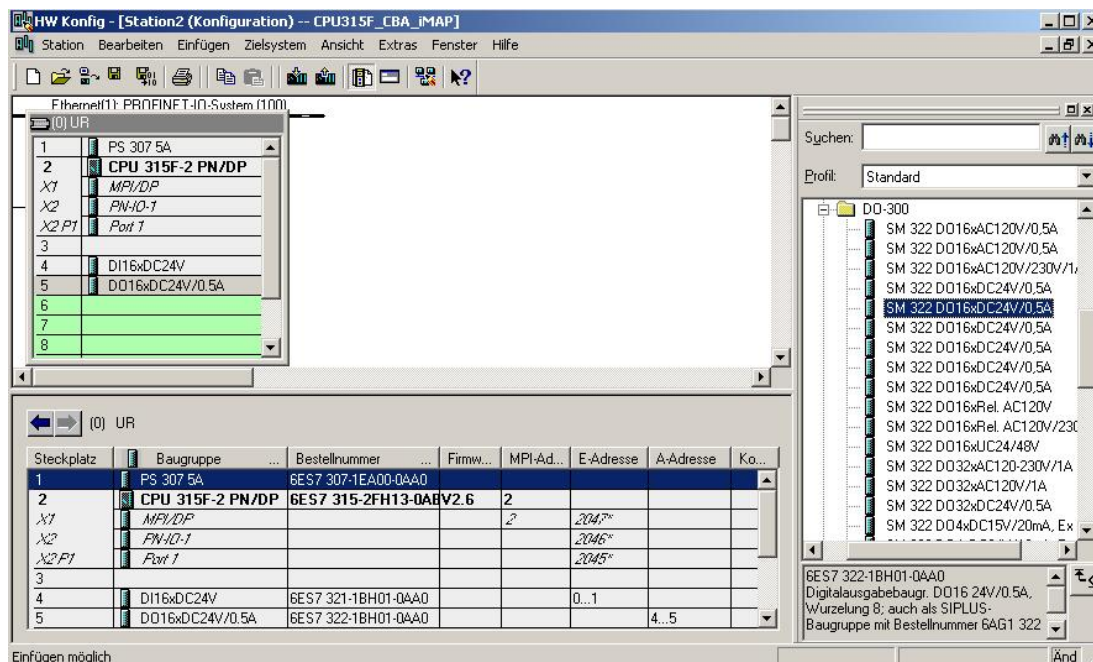 HW Konfig - [Station2 (Konfiguration) -- CPU315F_CBA_iMAP]
Station Bearbeiten Einfügen Zielsystem Ansicht Extras Fenster Hilfe
Ethernet(1): PROFINET-IO-System (100)
(0) UR
1 PS 307 5A
2 CPU 315F-2 PN/DP
X1 MPI/DP
X2 PN-IO-1
X2 P1 Port 1
3
4 DI16xDC24V
5 DO16xDC24V/0.5A
6
7
8
(0) UR
Steckplatz Baugruppe ... Bestellnummer ... Firmw... MPI-Ad... E-Adresse A-Adresse Ko...
1 PS 307 5A 6ES7 307-1EA00-0AA0
2 CPU 315F-2 PN/DP 6ES7 315-2FH13-0AB V2.6 2
X1 MPI/DP 2 2047*
X2 PN-IO-1 2046*
X2 P1 Port 1 2045*
3
4 DI16xDC24V 6ES7 321-1BH01-0AA0 0...1
5 DO16xDC24V/0.5A 6ES7 322-1BH01-0AA0 4...5
Einfügen möglich
Suchen:
Profil: Standard
DO-300
SM 322 DO16xAC120V/0,5A
SM 322 DO16xAC120V/0,5A
SM 322 DO16xAC120V/230V/1A
SM 322 DO16xDC24V/0,5A
SM 322 DO16xDC24V/0,5A
SM 322 DO16xDC24V/0,5A
SM 322 DO16xDC24V/0,5A
SM 322 DO16xDC24V/0,5A
SM 322 DO16xDC24V/0,5A
SM 322 DO16xRel. AC120V
SM 322 DO16xRel. AC120V/230
SM 322 DO16xUC24/48V
SM 322 DO32xAC120-230V/1A
SM 322 DO32xAC120V/1A
SM 322 DO32xDC24V/0.5A
SM 322 DO4xDC15V/20mA, Ex
6ES7 322-1BH01-0AA0
Digitalausgabebaugr. DO16 24V/0.5A,
Wurzelung 8; auch als SIPLUS-
Baugruppe mit Bestellnummer 6AG1 322
Änd